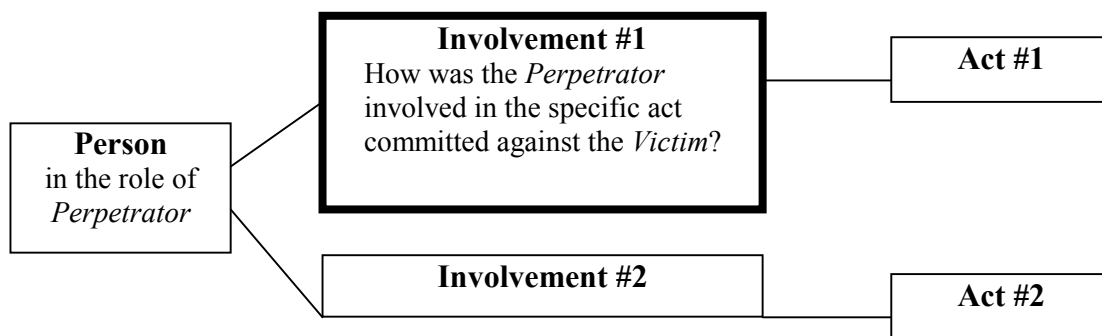 Involvement #1
How was the Perpetrator
involved in the specific act
committed against the Victim?
Act #1
Person
in the role of
Perpetrator
Involvement #2
Act #2